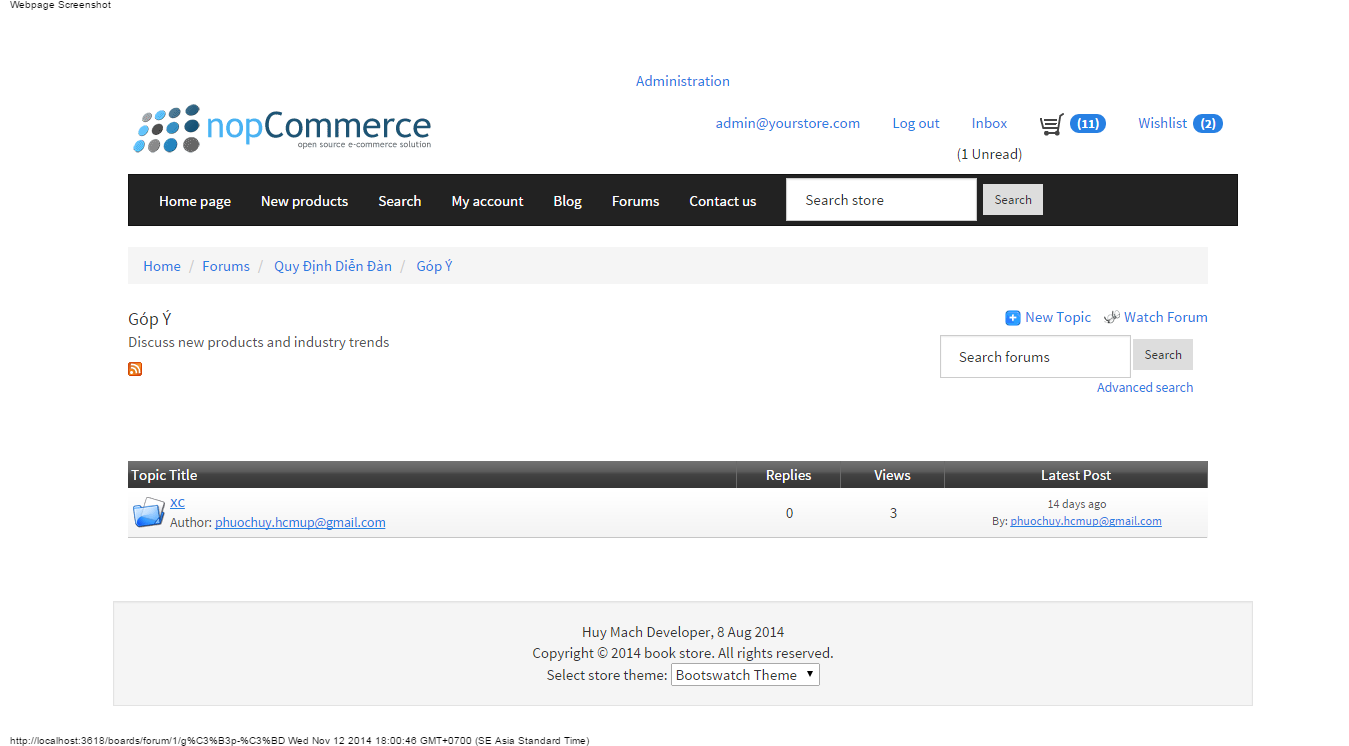 Webpage Screenshot
Administration
nopCommerce
open source e-commerce solution
admin@yourstore.com Log out Inbox (11) Wishlist (2)
(1 Unread)
Home page New products Search My account Blog Forums Contact us Search store Search
Home / Forums / Quy Định Diễn Đàn / Góp Ý
Góp Ý
New Topic Watch Forum
Discuss new products and industry trends
Search forums Search
Advanced search
Topic Title Replies Views Latest Post
xc
Author: phuochuy.hcmup@gmail.com 0 3
14 days ago
By: phuochuy.hcmup@gmail.com
Huy Mach Developer, 8 Aug 2014
Copyright © 2014 book store. All rights reserved.
Select store theme: Bootswatch Theme
http://localhost:3618/boards/forum/1/g%C3%B3p-%C3%BD Wed Nov 12 2014 18:00:46 GMT+0700 (SE Asia Standard Time)